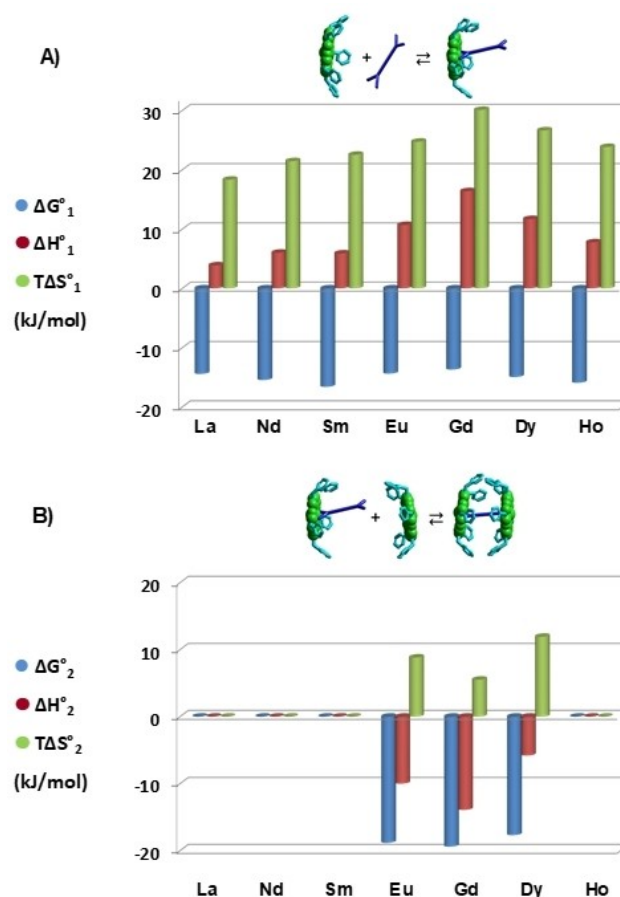 A)
+
⇄
30
20
10
0
-10
-20
ΔG°₁
ΔH°₁
TΔS°₁
(kJ/mol)
La Nd Sm Eu Gd Dy Ho
B)
+
⇄
20
10
0
-10
-20
ΔG°₂
ΔH°₂
TΔS°₂
(kJ/mol)
La Nd Sm Eu Gd Dy Ho